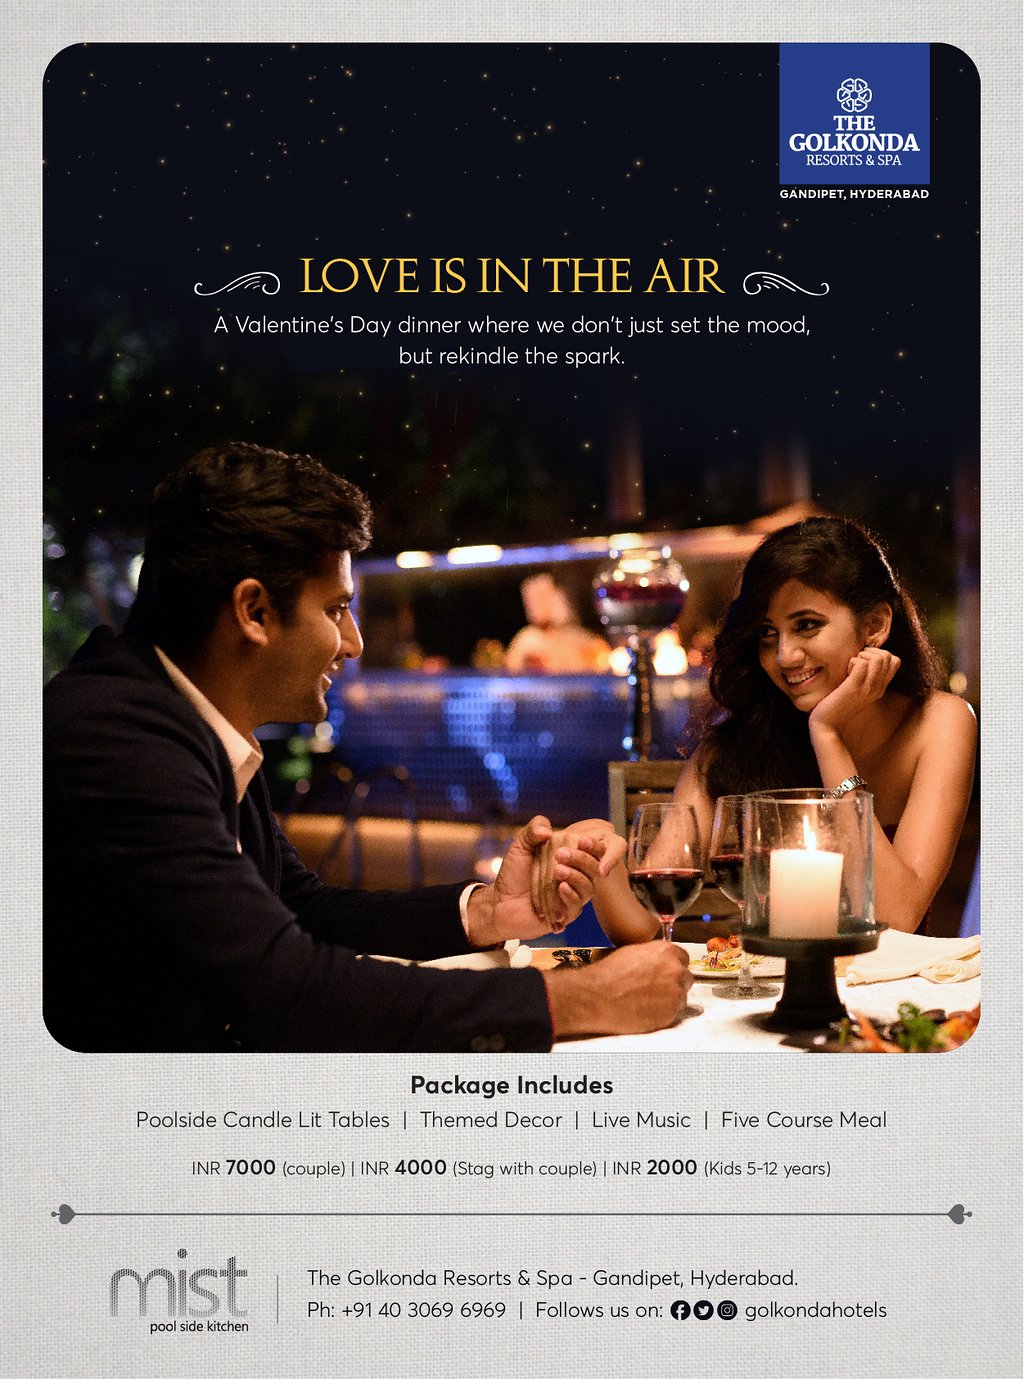 THE
GOLKONDA
RESORTS & SPA
GANDIPET, HYDERABAD
LOVE IS IN THE AIR
A Valentine's Day dinner where we don't just set the mood,
but rekindle the spark.
Package Includes
Poolside Candle Lit Tables | Themed Decor | Live Music | Five Course Meal
INR 7000 (couple) | INR 4000 (Stag with couple) | INR 2000 (Kids 5-12 years)
mist
pool side kitchen
The Golkonda Resorts & Spa - Gandipet, Hyderabad.
Ph: +91 40 3069 6969 | Follows us on: golkondahotels